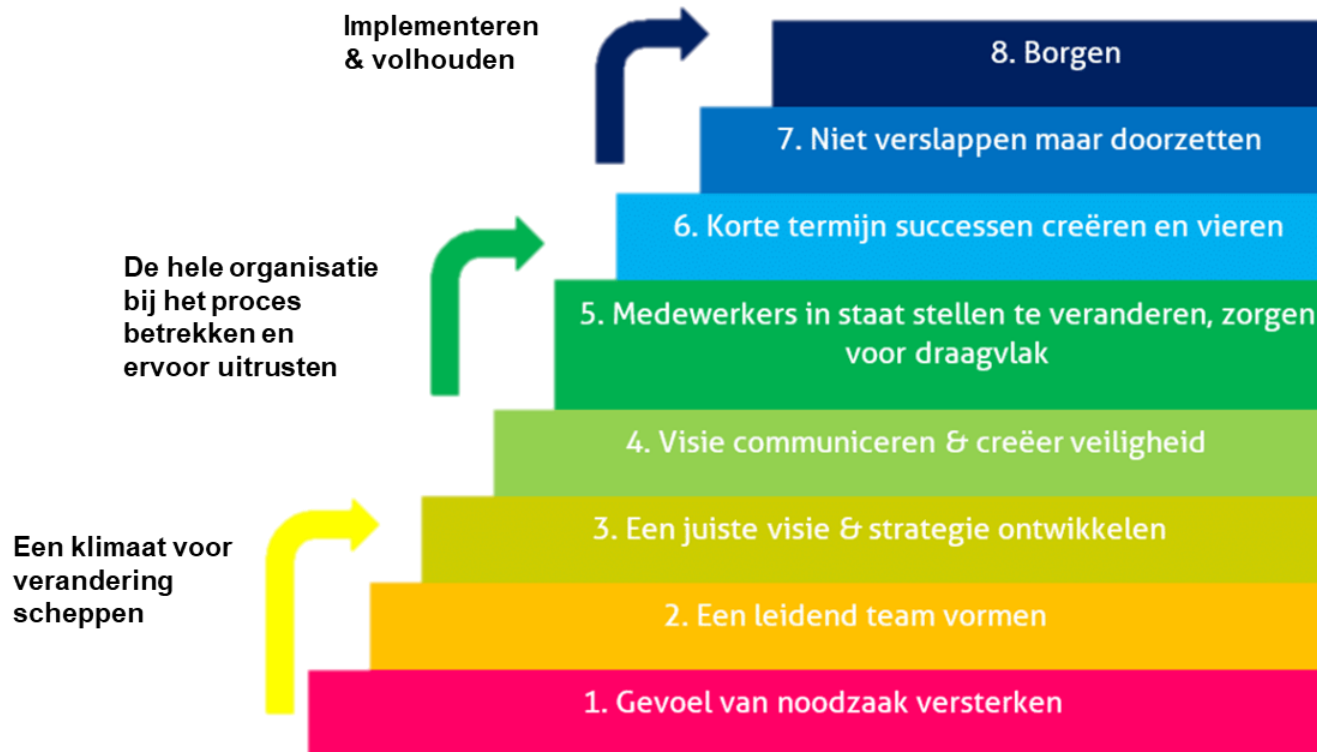 Implementeren
& volhouden
8. Borgen
7. Niet verslappen maar doorzetten
6. Korte termijn successen creëren en vieren
De hele organisatie
bij het proces
betrekken en
ervoor uitrusten
5. Medewerkers in staat stellen te veranderen, zorgen
voor draagvlak
4. Visie communiceren & creëer veiligheid
3. Een juiste visie & strategie ontwikkelen
Een klimaat voor
verandering
scheppen
2. Een leidend team vormen
1. Gevoel van noodzaak versterken